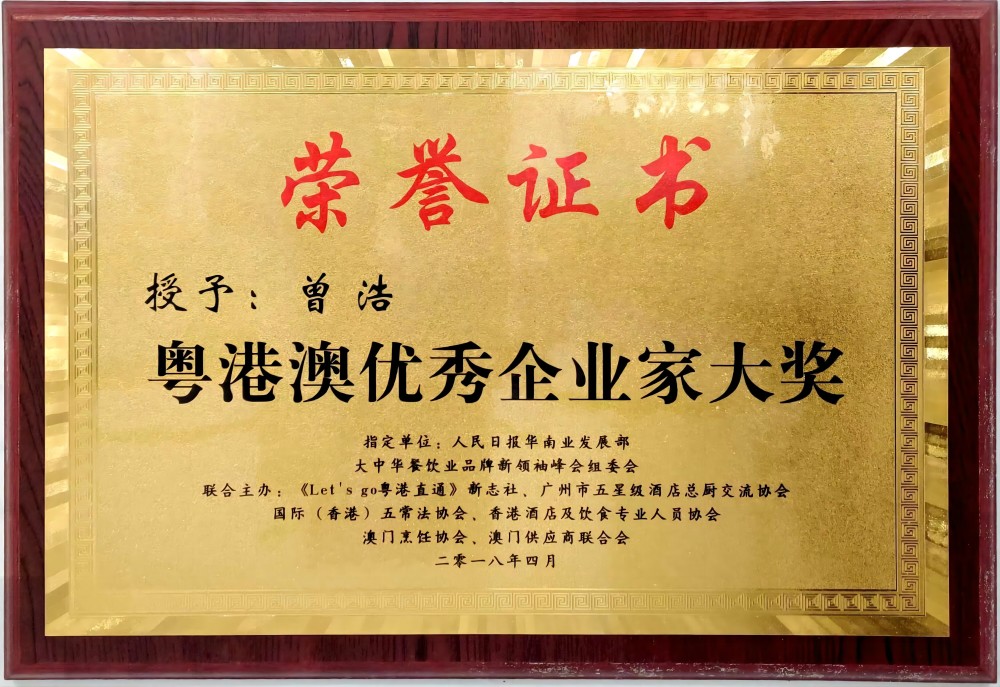 荣誉证书
授予：曾浩
粤港澳优秀企业家大奖
指定单位：人民日报华南业发展部
大中华餐饮业品牌新领袖峰会组委会
联合主办：《Let's go粤港直通》新志社、广州市五星级酒店总厨交流协会
国际（香港）五常法协会、香港酒店及饮食专业人员协会
澳门烹饪协会、澳门供应商联合会
二零一八年四月